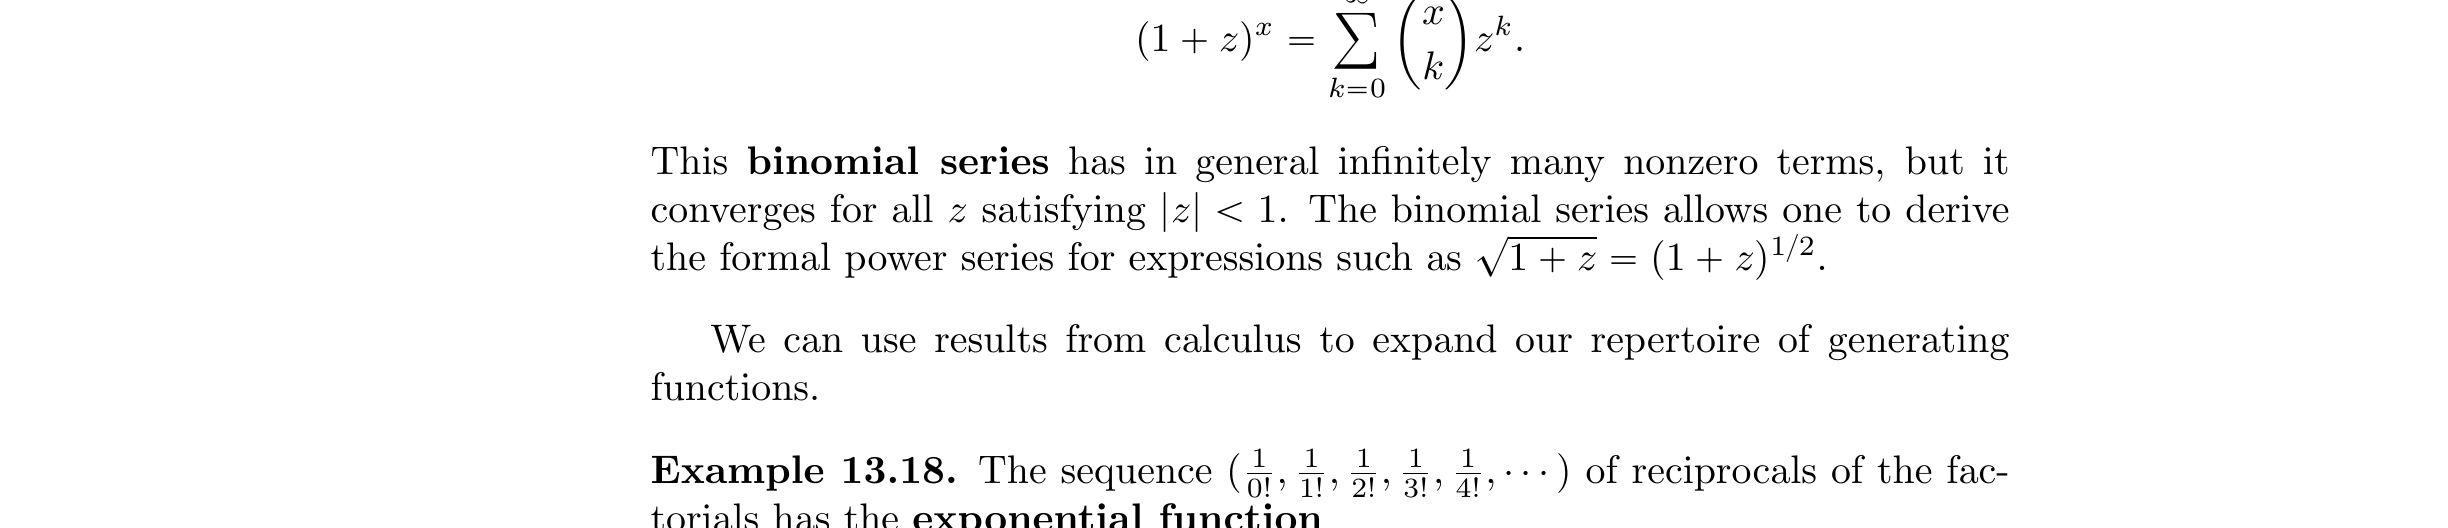 (1 + z)^x = \sum_{k=0}^{∞} \binom{x}{k} z^k.
This binomial series has in general infinitely many nonzero terms, but it
converges for all z satisfying |z| < 1. The binomial series allows one to derive
the formal power series for expressions such as √(1 + z) = (1 + z)^{1/2}.
We can use results from calculus to expand our repertoire of generating
functions.
Example 13.18. The sequence (\frac{1}{0!}, \frac{1}{1!}, \frac{1}{2!}, \frac{1}{3!}, \frac{1}{4!}, ···) of reciprocals of the fac-
torials has the exponential function